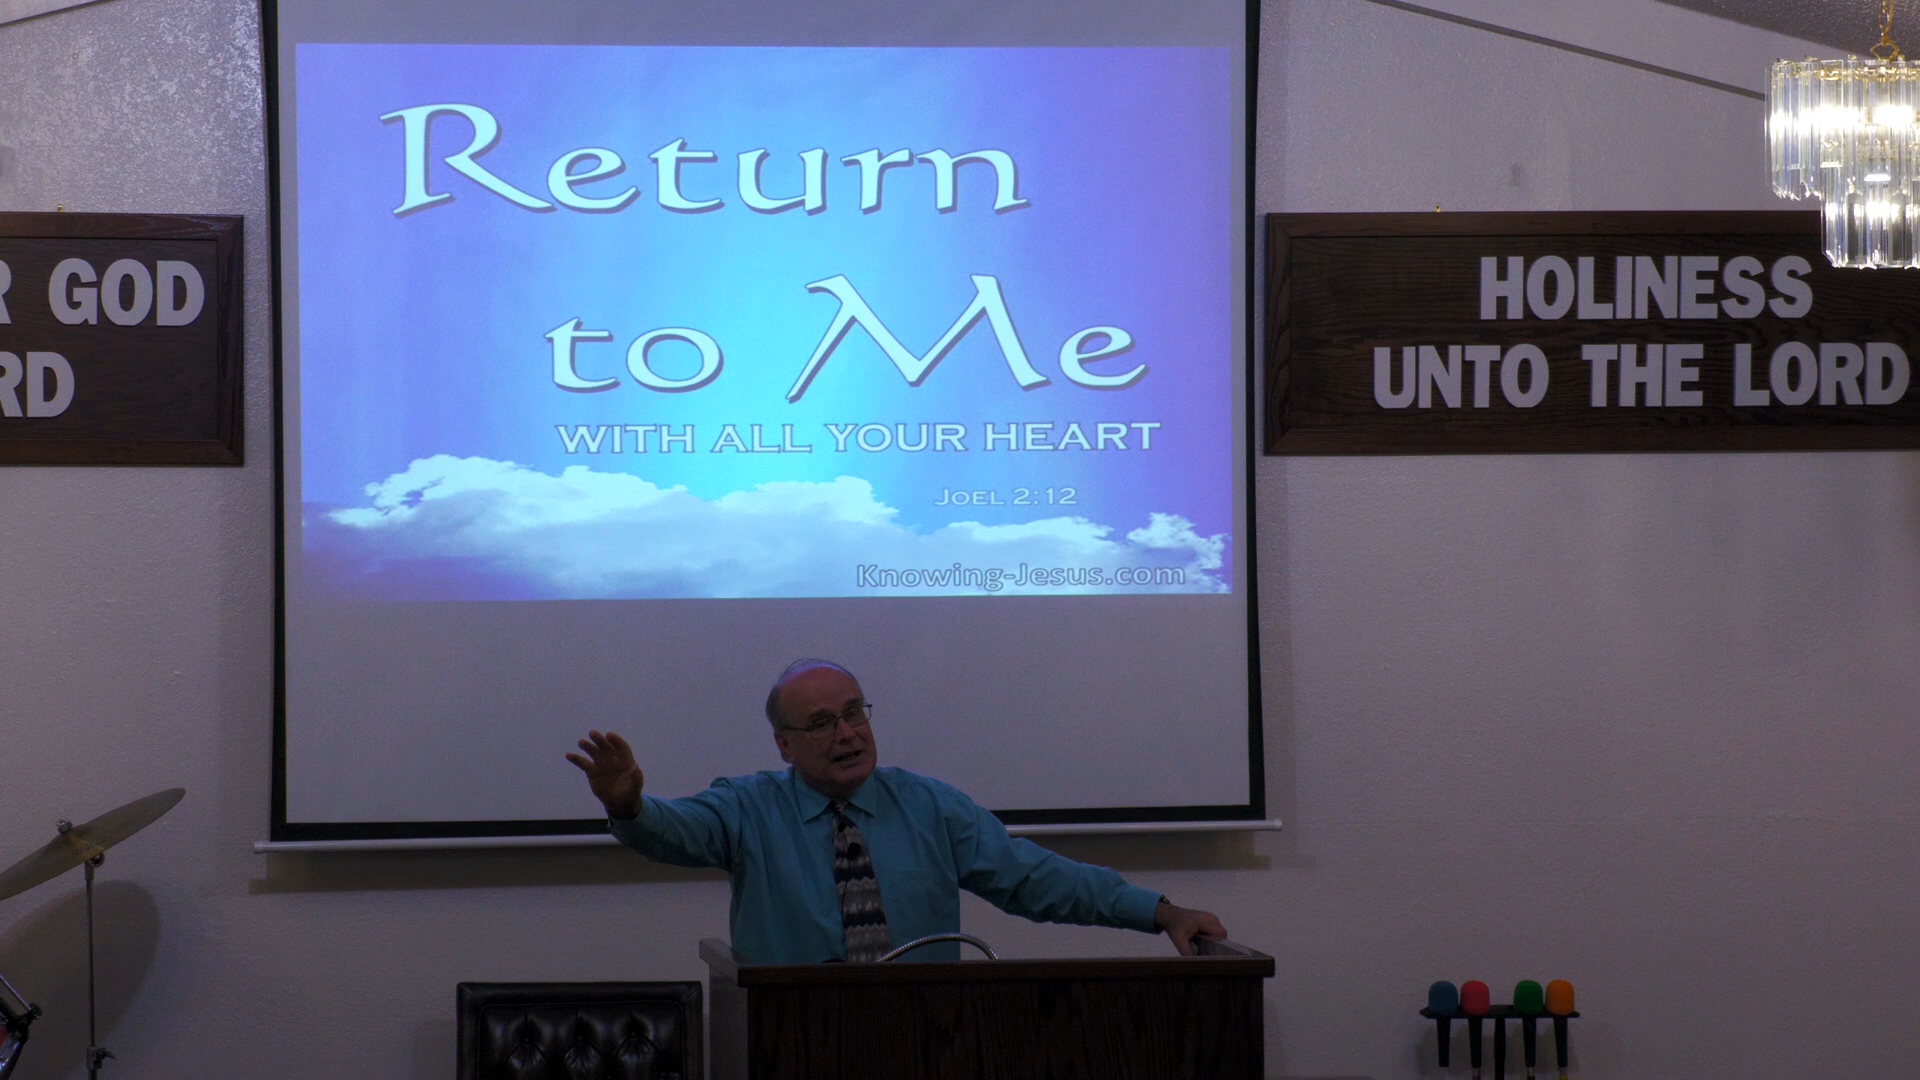 R GOD
RD
Return
to Me
WITH ALL YOUR HEART
JOEL 2:12
Knowing-Jesus.com
HOLINESS
UNTO THE LORD